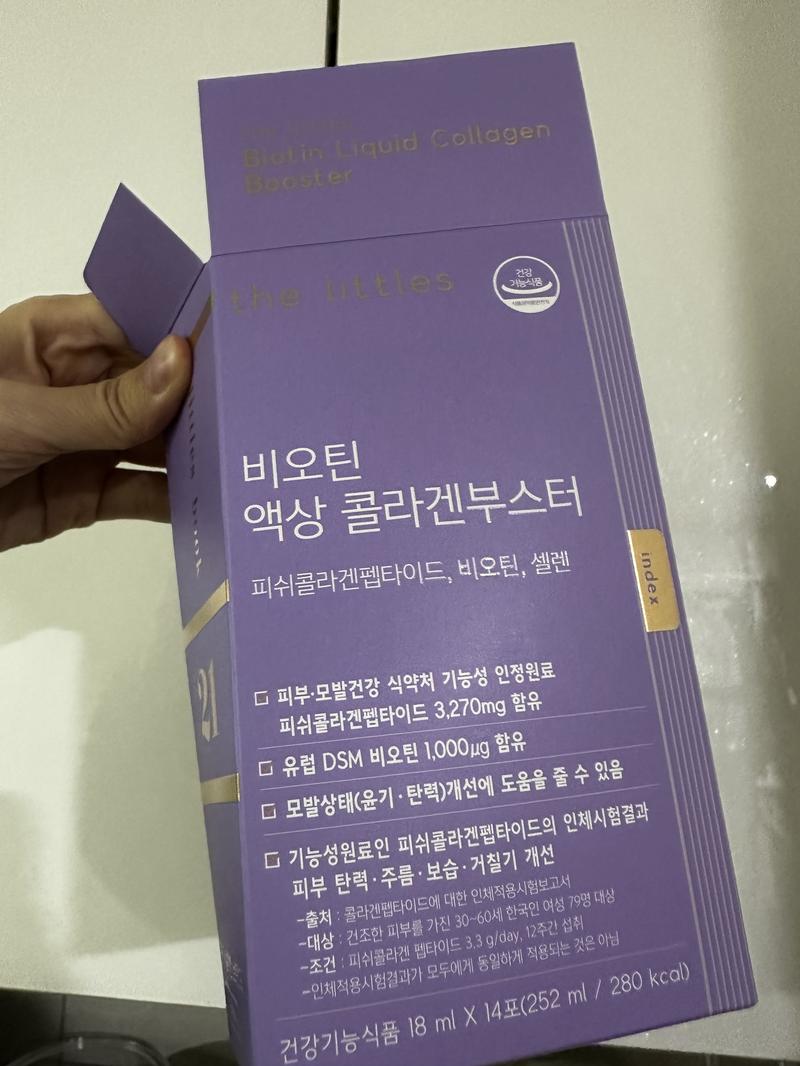 Biotin Liquid Collagen
Booster
the littles
건강
기능식품
식품의약품안전처
비오틴
액상 콜라겐부스터
피쉬콜라겐펩타이드, 비오틴, 셀렌
index
21
피부·모발건강 식약처 기능성 인정원료
피쉬콜라겐펩타이드 3,270mg 함유
유럽 DSM 비오틴 1,000μg 함유
모발상태(윤기·탄력)개선에 도움을 줄 수 있음
기능성원료인 피쉬콜라겐펩타이드의 인체시험결과
피부 탄력·주름·보습·거칠기 개선
-출처 : 콜라겐펩타이드에 대한 인체적용시험보고서
-대상 : 건조한 피부를 가진 30~60세 한국인 여성 79명 대상
-조건 : 피쉬콜라겐 펩타이드 3.3 g/day, 12주간 섭취
-인체적용시험결과가 모두에게 동일하게 적용되는 것은 아님
건강기능식품 18 ml X 14포(252 ml / 280 kcal)